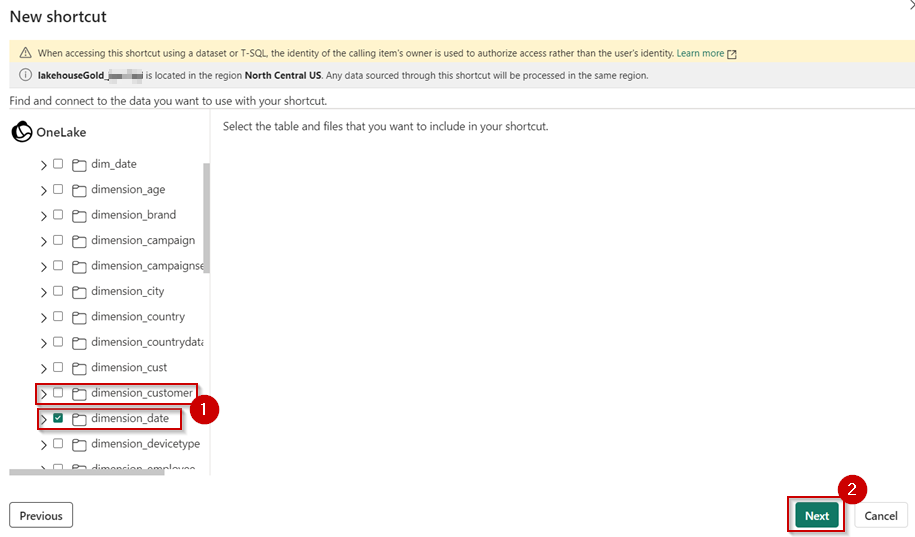 New shortcut
When accessing this shortcut using a dataset or T-SQL, the identity of the calling item's owner is used to authorize access rather than the user's identity. Learn more
lakehouseGold_ is located in the region North Central US. Any data sourced through this shortcut will be processed in the same region.
Find and connect to the data you want to use with your shortcut.
OneLake
Select the table and files that you want to include in your shortcut.
dim_date
dimension_age
dimension_brand
dimension_campaign
dimension_campaignse
dimension_city
dimension_country
dimension_countrydata
dimension_cust
dimension_customer
1
dimension_date
dimension_devicetype
dimension_employee
2
Previous
Next
Cancel